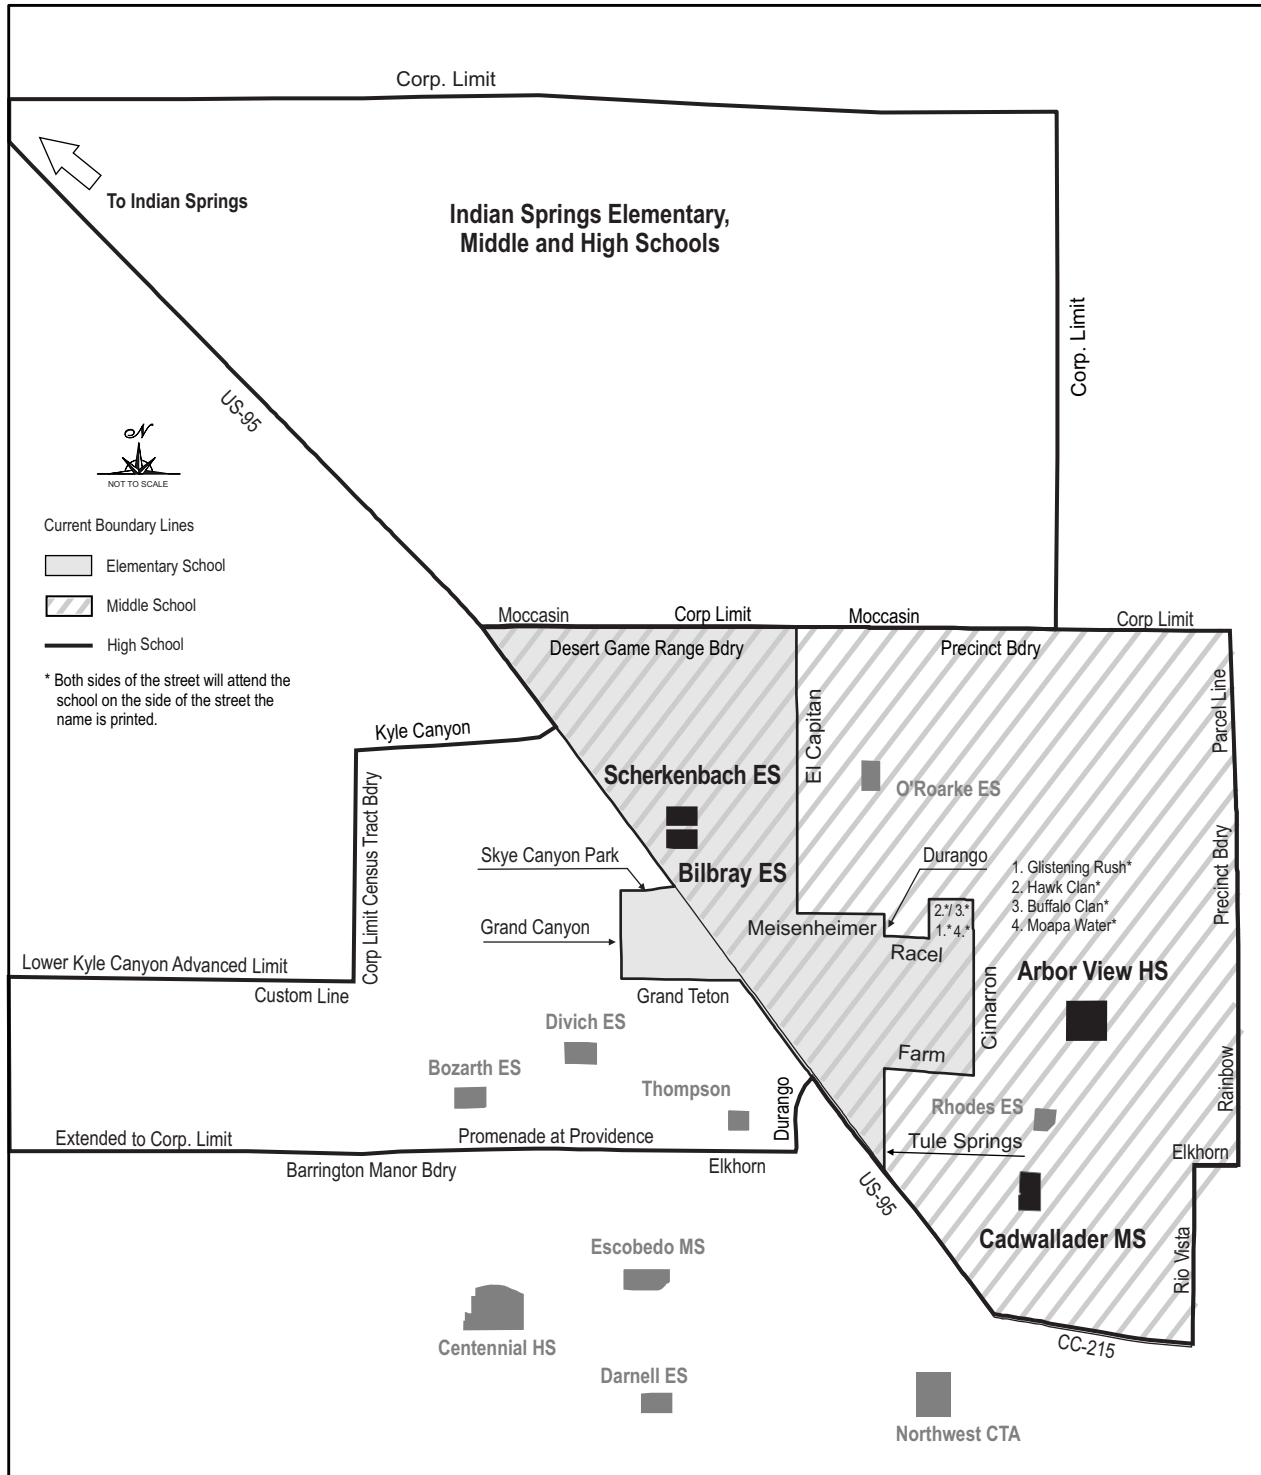 Corp. Limit
To Indian Springs
Indian Springs Elementary,
Middle and High Schools
Corp. Limit
US-95
N
NOT TO SCALE
Current Boundary Lines
Elementary School
Middle School
High School
* Both sides of the street will attend the
school on the side of the street the
name is printed.
Moccasin
Corp Limit
Moccasin
Corp Limit
Desert Game Range Bdry
Precinct Bdry
Parcel Line
El Capitan
Kyle Canyon
Scherkenbach ES
O'Roarke ES
Corp Limit Census Tract Bdry
Precinct Bdry
Skye Canyon Park
Bilbray ES
Durango
1. Glistening Rush*
2. Hawk Clan*
3. Buffalo Clan*
4. Moapa Water*
2.*/ 3.*
1.* 4.*
Grand Canyon
Meisenheimer
Racel
Lower Kyle Canyon Advanced Limit
Custom Line
Grand Teton
Arbor View HS
Cimarron
Divich ES
Farm
Bozarth ES
Thompson
Durango
Rhodes ES
Rainbow
Extended to Corp. Limit
Promenade at Providence
Tule Springs
Barrington Manor Bdry
Elkhorn
Elkhorn
US-95
Cadwallader MS
Rio Vista
Escobedo MS
Centennial HS
CC-215
Darnell ES
Northwest CTA